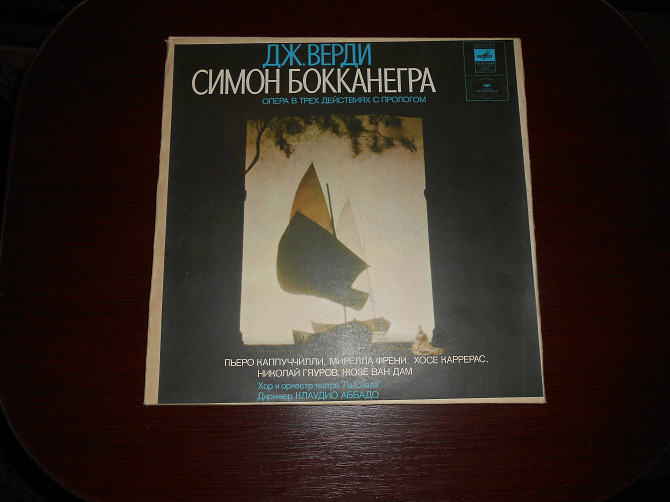 ДЖ. ВЕРДИ
СИМОН БОККАНЕГРА
ОПЕРА В ТРЕХ ДЕЙСТВИЯХ С ПРОЛОГОМ
ПЬЕРО КАППУЧЧИЛЛИ, МИРЕЛЛА ФРЕНИ, ХОСЕ КАРРЕРАС,
НИКОЛАЙ ГЯУРОВ, ЖОЗЕ ВАН ДАМ
Хор и оркестр театра "Ла Скала"
Дирижер КЛАУДИО АББАДО